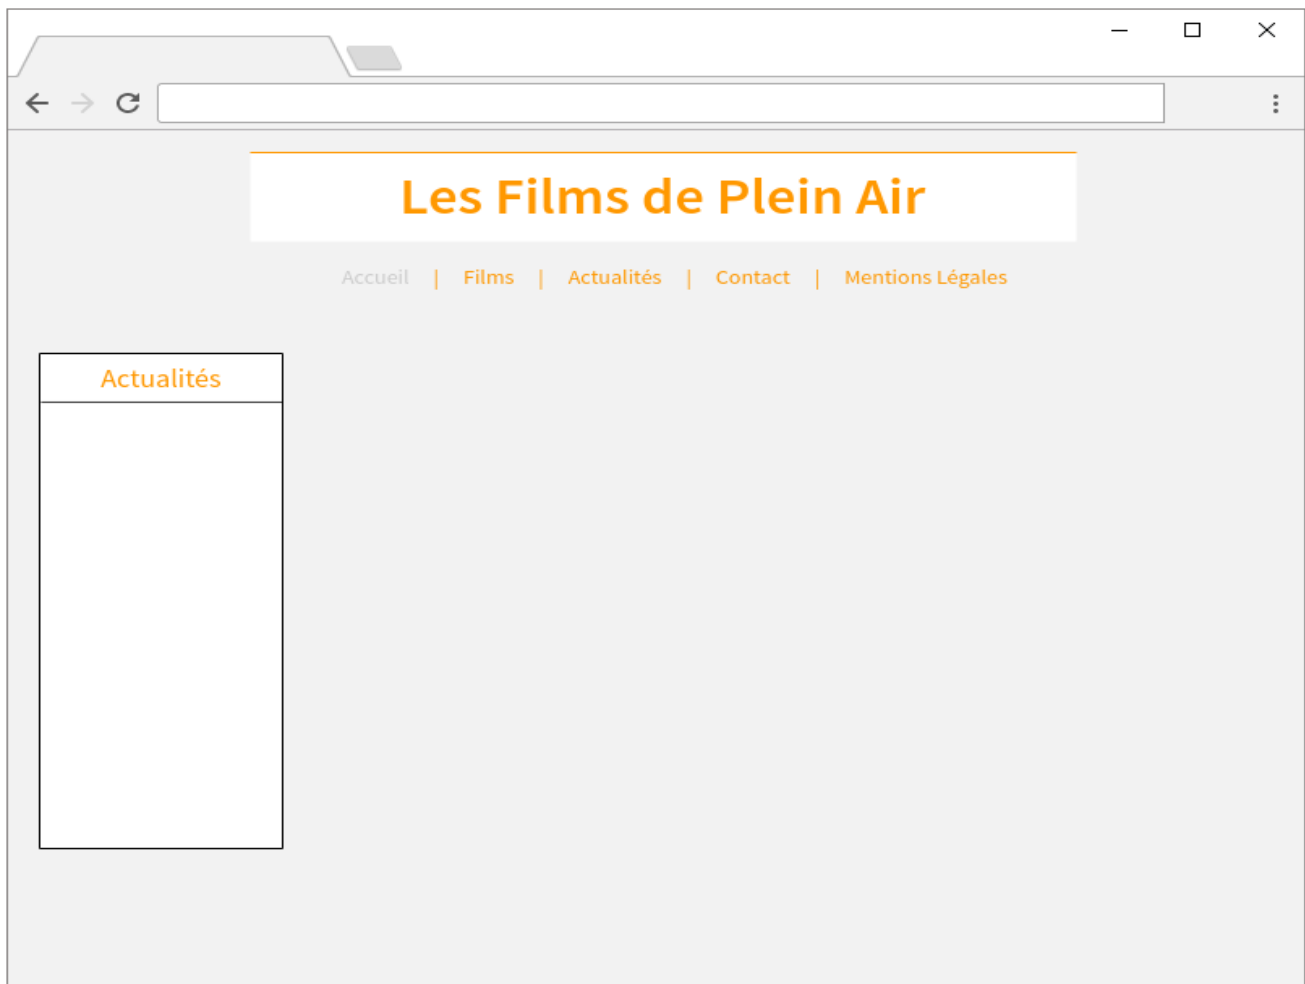 Les Films de Plein Air
Accueil | Films | Actualités | Contact | Mentions Légales
Actualités